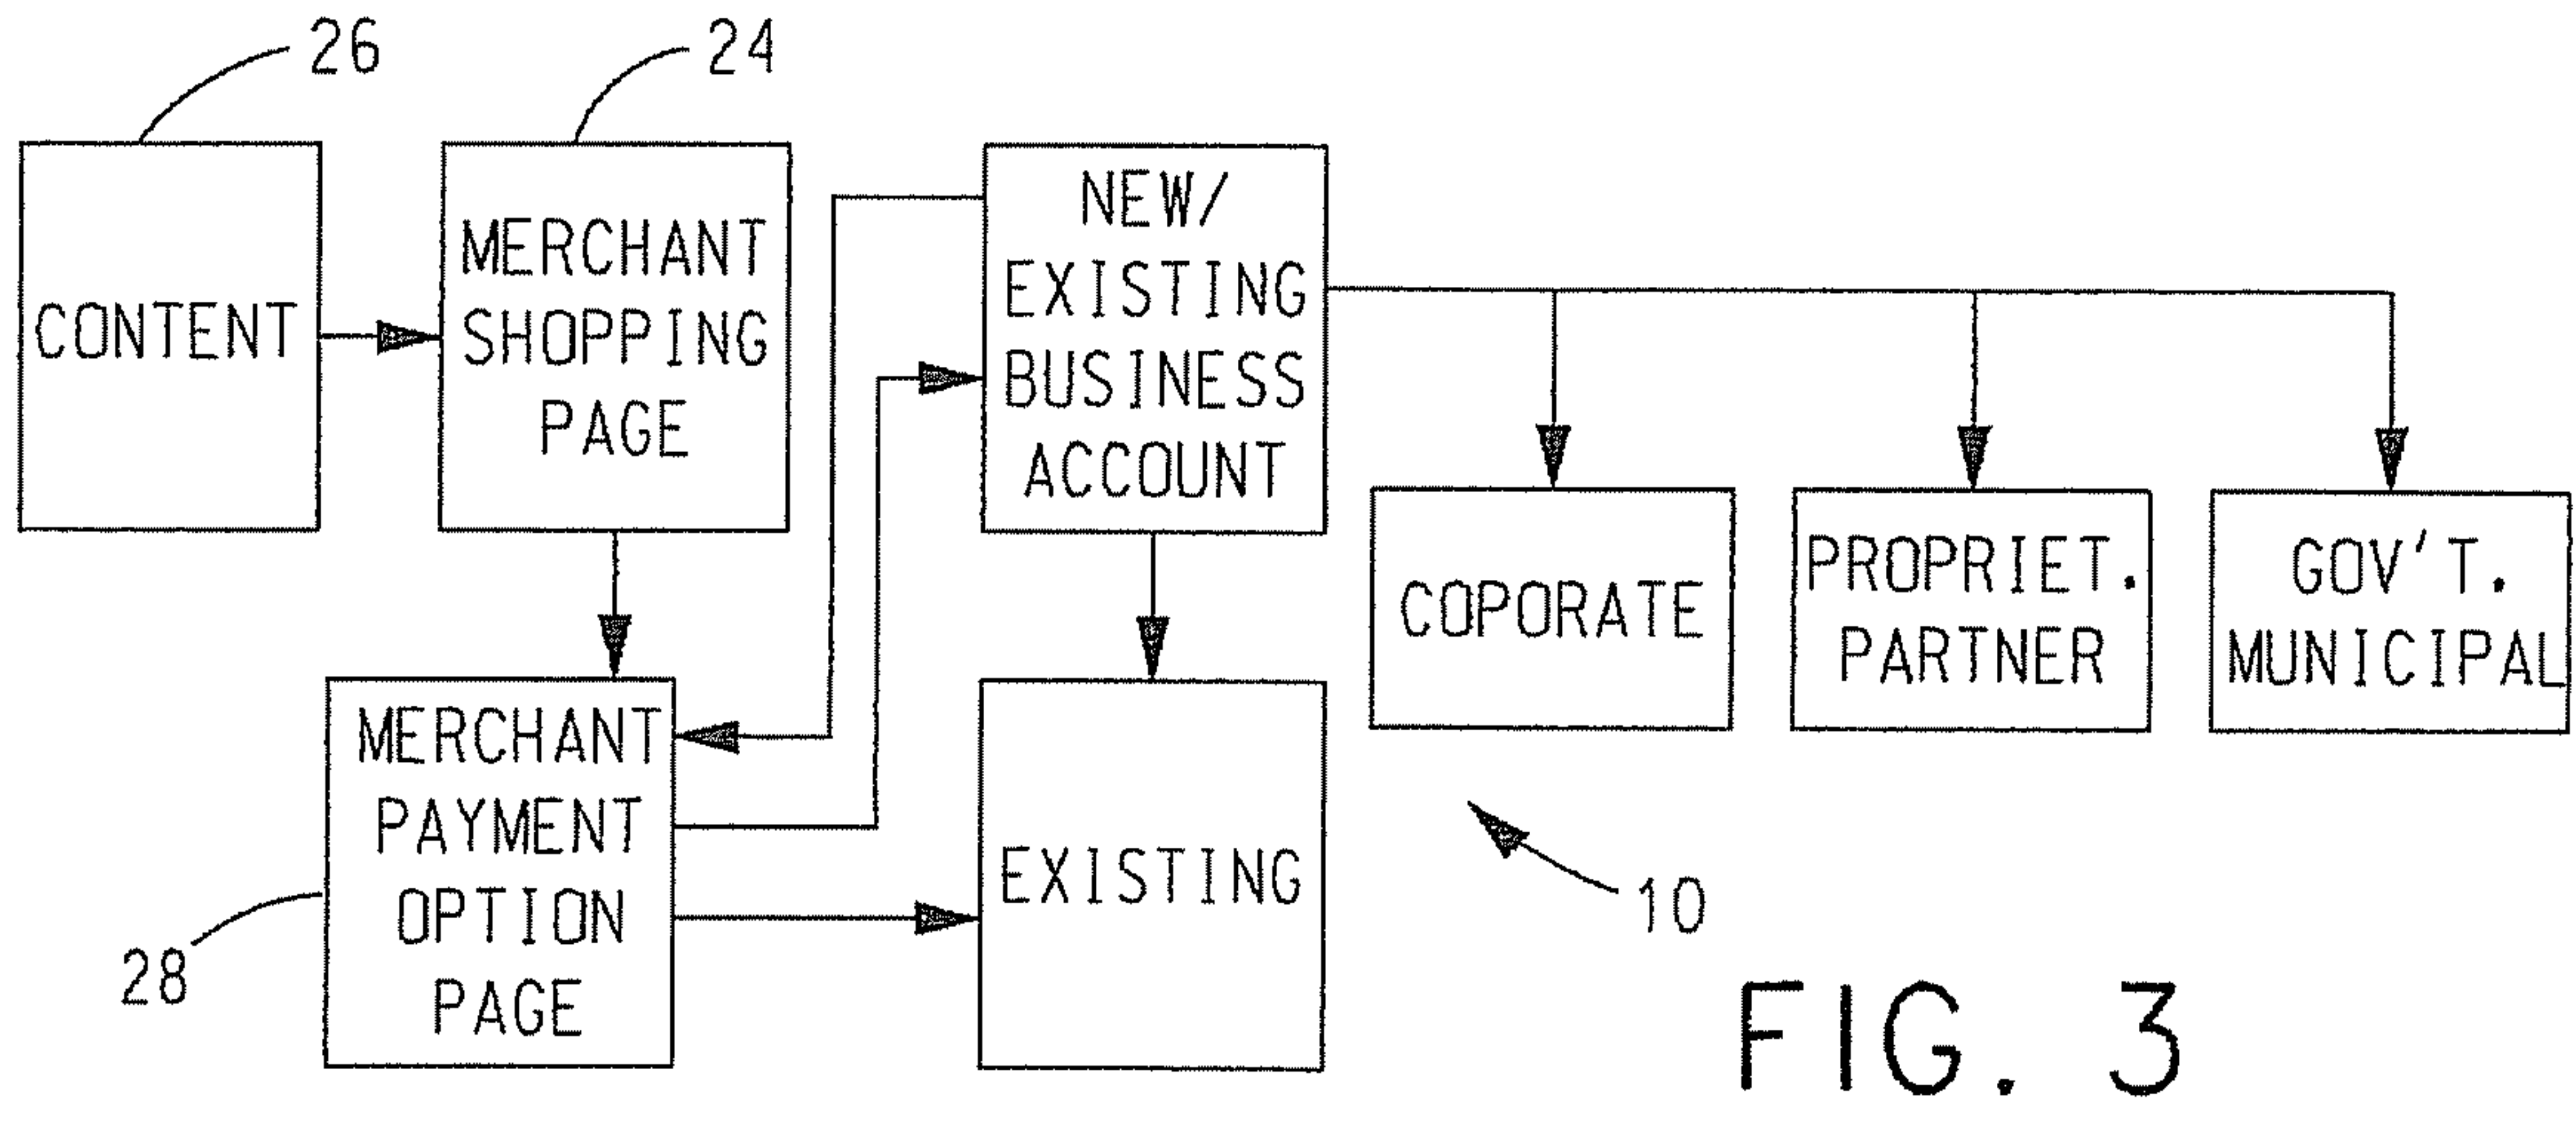 26
24
CONTENT
MERCHANT
SHOPPING
PAGE
NEW/
EXISTING
BUSINESS
ACCOUNT
COPORATE
PROPRIET.
PARTNER
GOV'T.
MUNICIPAL
MERCHANT
PAYMENT
OPTION
PAGE
28
EXISTING
10
FIG. 3